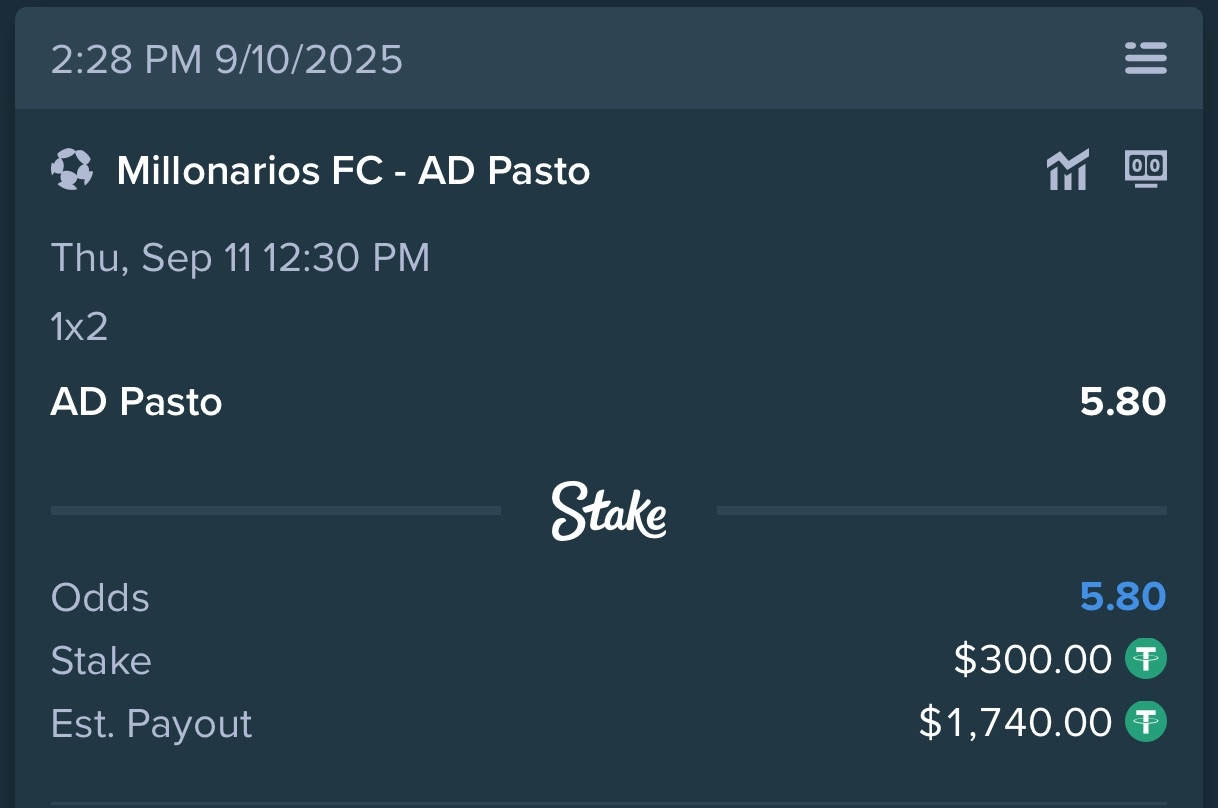 2:28 PM 9/10/2025
Millonarios FC - AD Pasto
00
Thu, Sep 11 12:30 PM
1x2
AD Pasto 5.80
Stake
Odds 5.80
Stake $300.00
Est. Payout $1,740.00